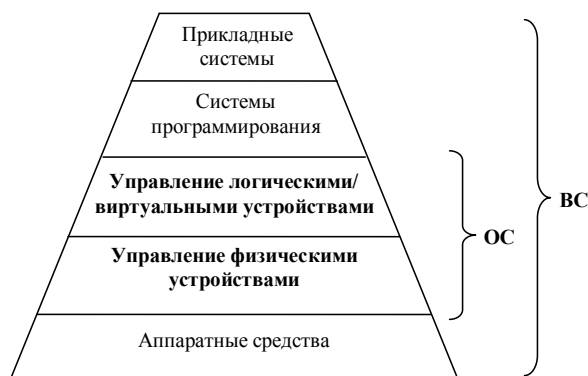 Прикладные
системы
Системы
программирования
Управление логическими/
виртуальными устройствами
Управление физическими
устройствами
Аппаратные средства
ОС
ВС